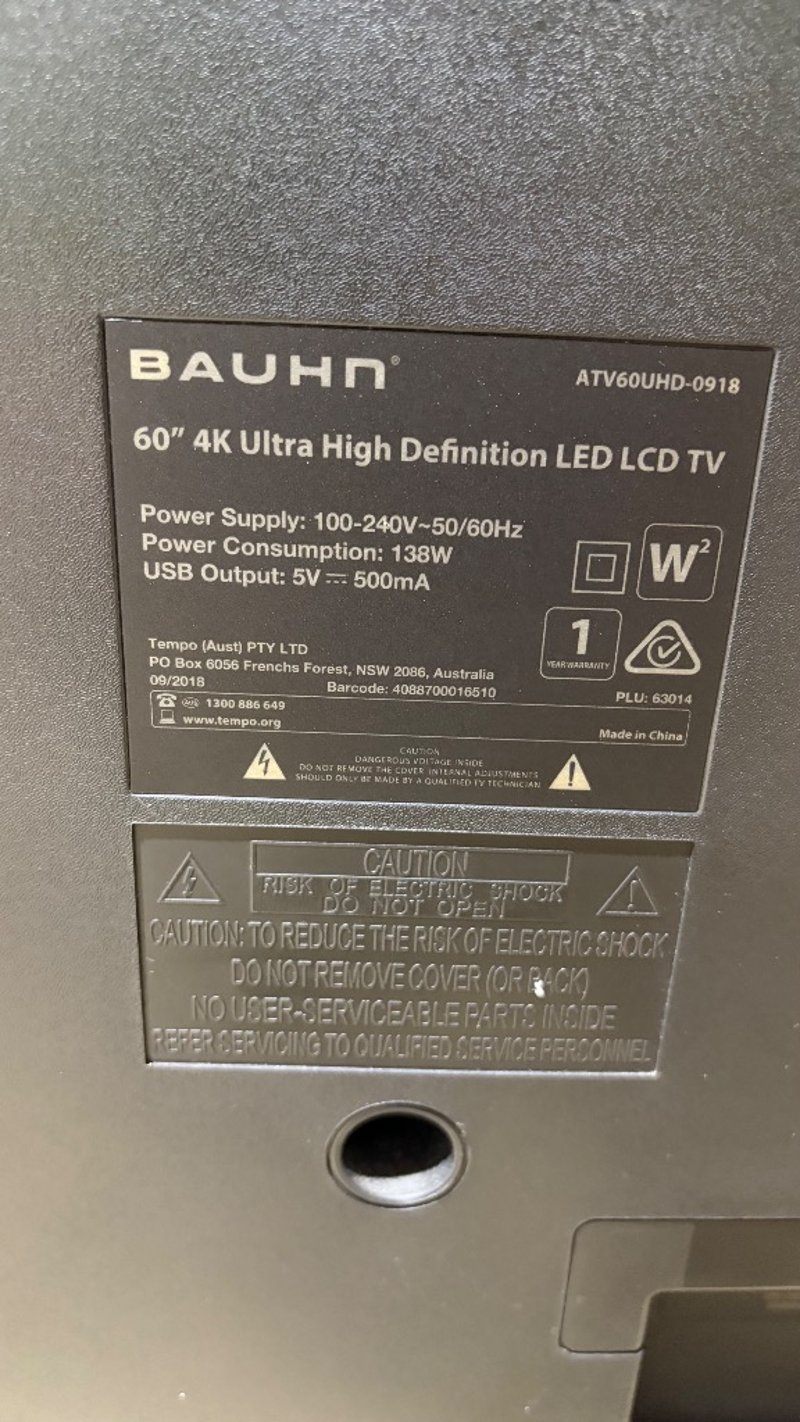 BAUHN®
ATV60UHD-0918
60" 4K Ultra High Definition LED LCD TV
Power Supply: 100-240V~50/60Hz
Power Consumption: 138W
USB Output: 5V ⎓ 500mA
W²
1
YEAR WARRANTY
Tempo (Aust) PTY LTD
PO Box 6056 Frenchs Forest, NSW 2086, Australia
09/2018
Barcode: 4088700016510
PLU: 63014
AUS 1300 886 649
www.tempo.org
Made in China
CAUTION
DANGEROUS VOLTAGE INSIDE
DO NOT REMOVE THE COVER INTERNAL ADJUSTMENTS
SHOULD ONLY BE MADE BY A QUALIFIED TV TECHNICIAN
CAUTION
RISK OF ELECTRIC SHOCK
DO NOT OPEN
CAUTION: TO REDUCE THE RISK OF ELECTRIC SHOCK
DO NOT REMOVE COVER (OR BACK)
NO USER-SERVICEABLE PARTS INSIDE
REFER SERVICING TO QUALIFIED SERVICE PERSONNEL